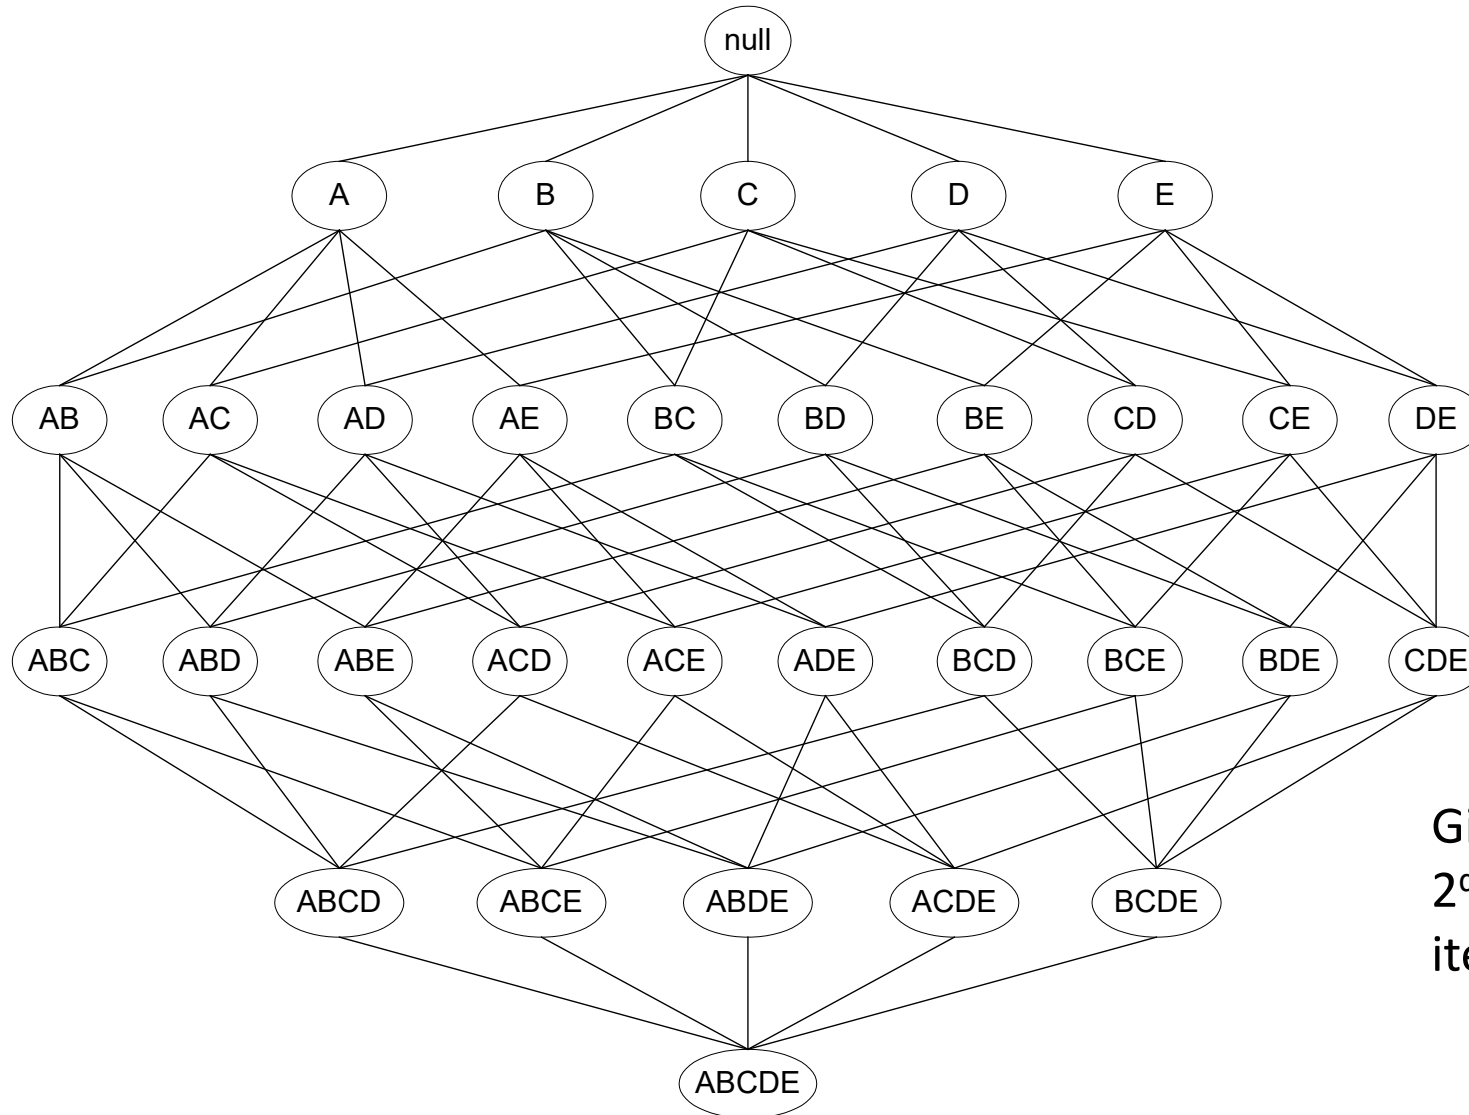 null
A B C D E
AB AC AD AE BC BD BE CD CE DE
ABC ABD ABE ACD ACE ADE BCD BCE BDE CDE
ABCD ABCE ABDE ACDE BCDE
ABCDE